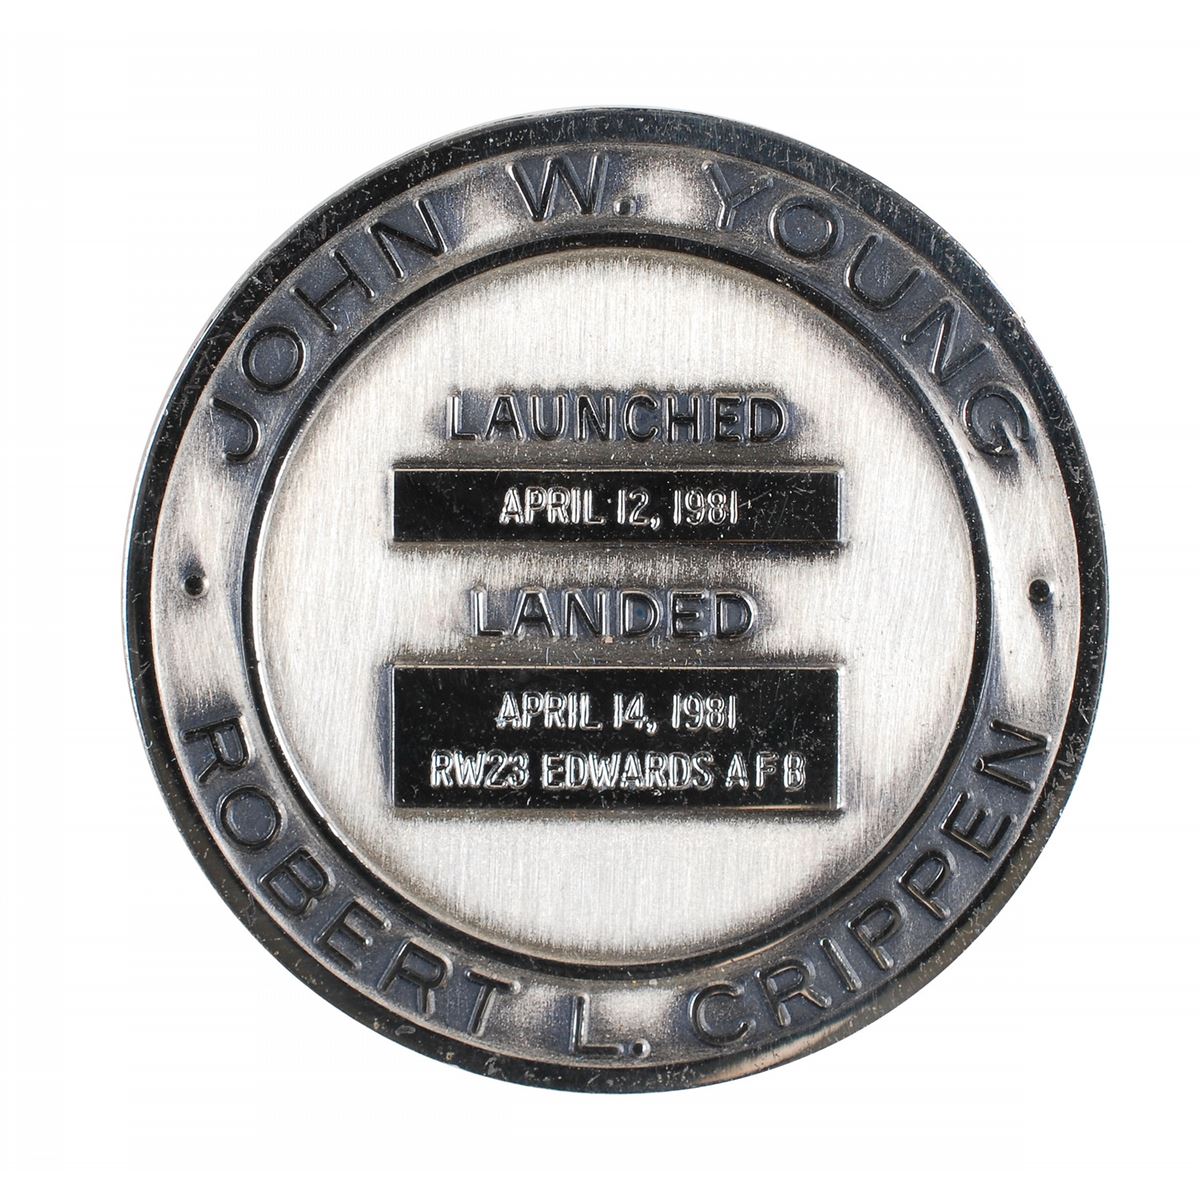 JOHN W. YOUNG
LAUNCHED
APRIL 12, 1981
LANDED
APRIL 14, 1981
RW23 EDWARDS A F B
ROBERT L. CRIPPEN